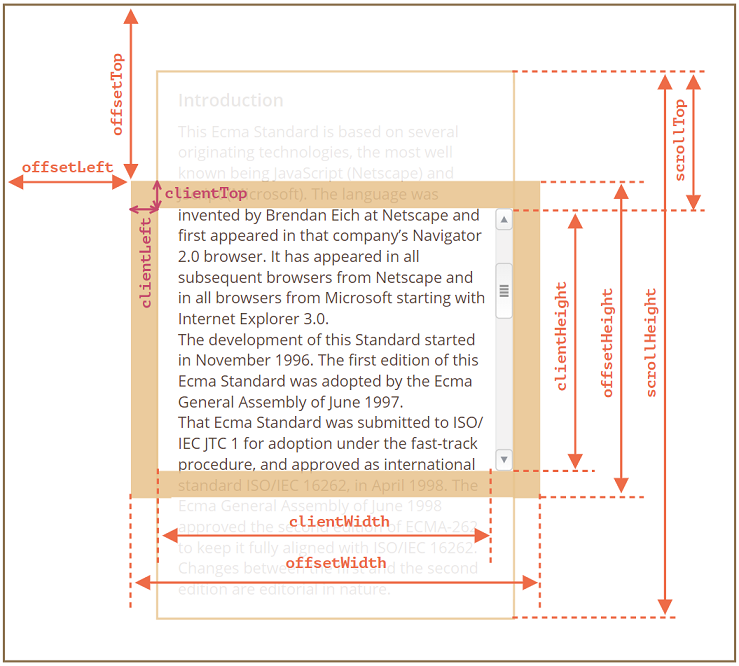 offsetTop
Introduction
This Ecma Standard is based on several
originating technologies, the most well
known being JavaScript (Netscape) and
(Microsoft). The language was
invented by Brendan Eich at Netscape and
first appeared in that company’s Navigator
2.0 browser. It has appeared in all
subsequent browsers from Netscape and
in all browsers from Microsoft starting with
Internet Explorer 3.0.
The development of this Standard started
in November 1996. The first edition of this
Ecma Standard was adopted by the Ecma
General Assembly of June 1997.
That Ecma Standard was submitted to ISO/
IEC JTC 1 for adoption under the fast-track
procedure, and approved as international
standard ISO/IEC 16262, in April 1998. The
Ecma General Assembly of June 1998
approved the second edition of ECMA-262
to keep it fully aligned with ISO/IEC 16262.
Changes between the first and the second
edition are editorial in nature.
offsetLeft
clientTop
clientLeft
scrollTop
clientHeight
offsetHeight
scrollHeight
clientWidth
offsetWidth